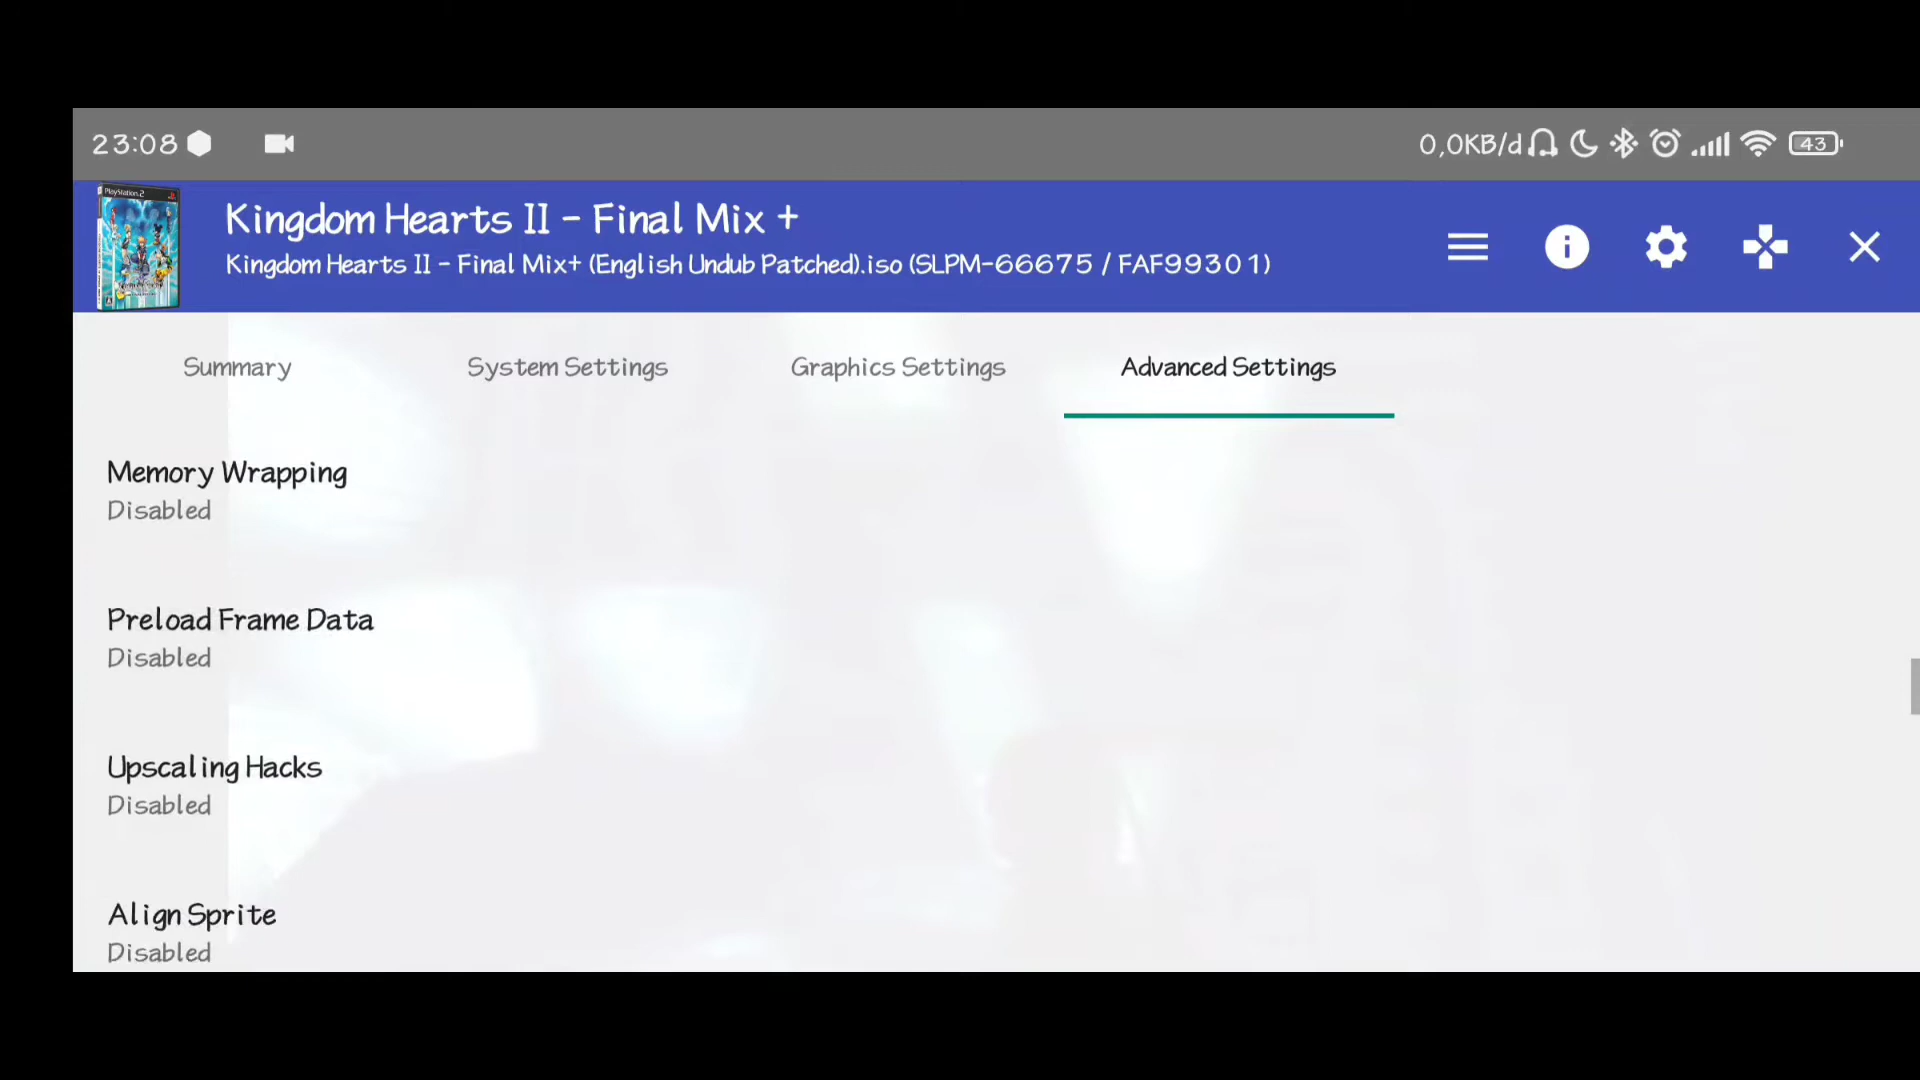 23:08
0,0KB/d
43
PlayStation.2
Kingdom Hearts II - Final Mix +
Kingdom Hearts II - Final Mix+ (English Undub Patched).iso (SLPM-66675 / FAF99301)
Summary
System Settings
Graphics Settings
Advanced Settings
Memory Wrapping
Disabled
Preload Frame Data
Disabled
Upscaling Hacks
Disabled
Align Sprite
Disabled